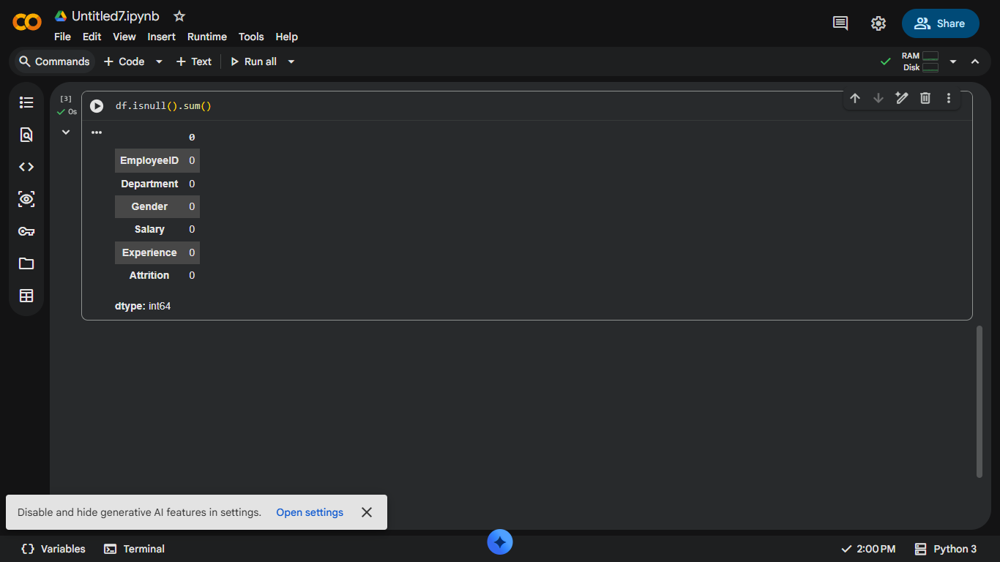 Untitled7.ipynb
File Edit View Insert Runtime Tools Help
Share
Commands + Code + Text Run all
RAM
Disk
[3]
0s
df.isnull().sum()
0
EmployeeID 0
Department 0
Gender 0
Salary 0
Experience 0
Attrition 0
dtype: int64
Disable and hide generative AI features in settings. Open settings
Variables Terminal
2:00 PM Python 3